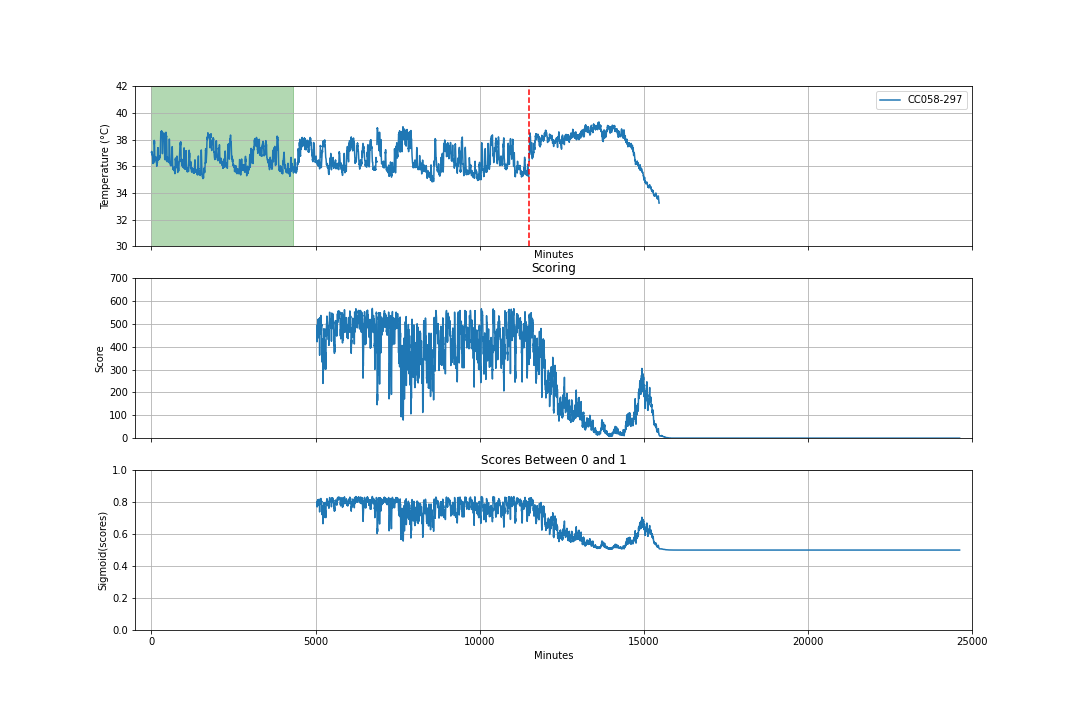 42
40
38
36
34
32
30
Temperature (°C)
CC058-297
Minutes
Scoring
700
600
500
400
300
200
100
0
Score
Scores Between 0 and 1
1.0
0.8
0.6
0.4
0.2
0.0
Sigmoid(scores)
0 5000 10000 15000 20000 25000
Minutes